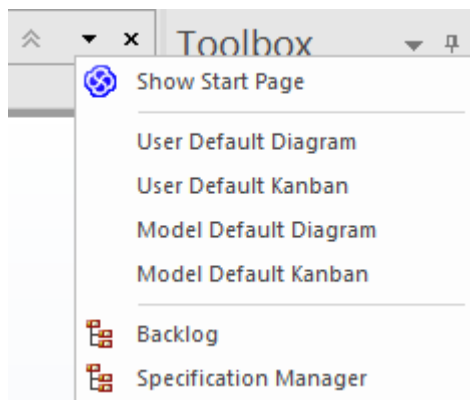 Toolbox
Show Start Page
User Default Diagram
User Default Kanban
Model Default Diagram
Model Default Kanban
Backlog
Specification Manager